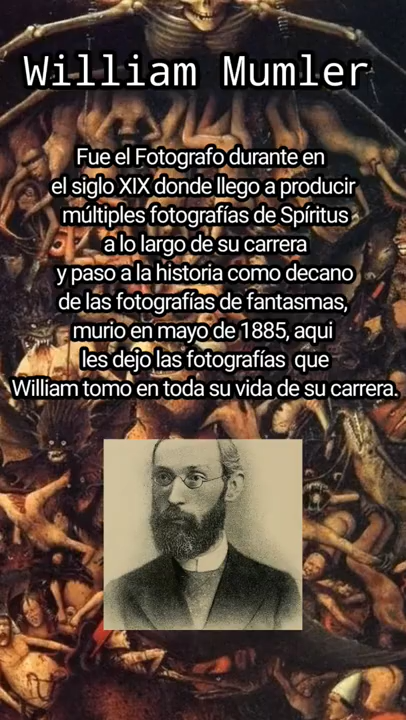 William Mumler
Fue el Fotografo durante en
el siglo XIX donde llego a producir
múltiples fotografías de Spíritus
a lo largo de su carrera
y paso a la historia como decano
de las fotografías de fantasmas,
murio en mayo de 1885, aqui
les dejo las fotografías que
William tomo en toda su vida de su carrera.